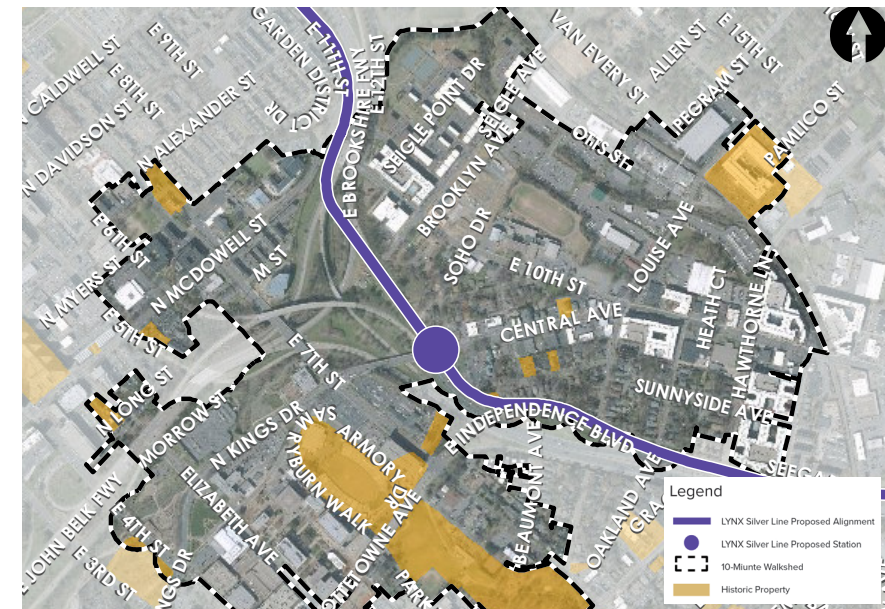 GARDEN DISTRICT DR
E 11TH ST
E 12TH ST
E BROOKSHIRE FWY
VAN EVERY ST
ALLEN ST
E 15TH ST
N CALDWELL ST
E 9TH ST
E 8TH ST
N DAVIDSON ST
N ALEXANDER ST
SEIGLE POINT DR
SEIGLE AVE
PEGRAM ST
PAMLICO ST
OTIS ST
BROOKLYN AVE
SOHO DR
E 10TH ST
LOUISE AVE
E 6TH ST
N MCDOWELL ST
M ST
N MYERS ST
E 5TH ST
HEATH CT
HAWTHORNE LN
CENTRAL AVE
E 7TH ST
SUNNYSIDE AVE
N LONG ST
MORROW ST
N KINGS DR
SAM RYBURN WALK
ARMORY DR
E INDEPENDENCE BLVD
BEAUMONT AVE
OAKLAND AVE
ELIZABETH AVE
E JOHN BELK FWY
E 4TH ST
E 3RD ST
Legend
LYNX Silver Line Proposed Alignment
LYNX Silver Line Proposed Station
10-Miunte Walkshed
Historic Property